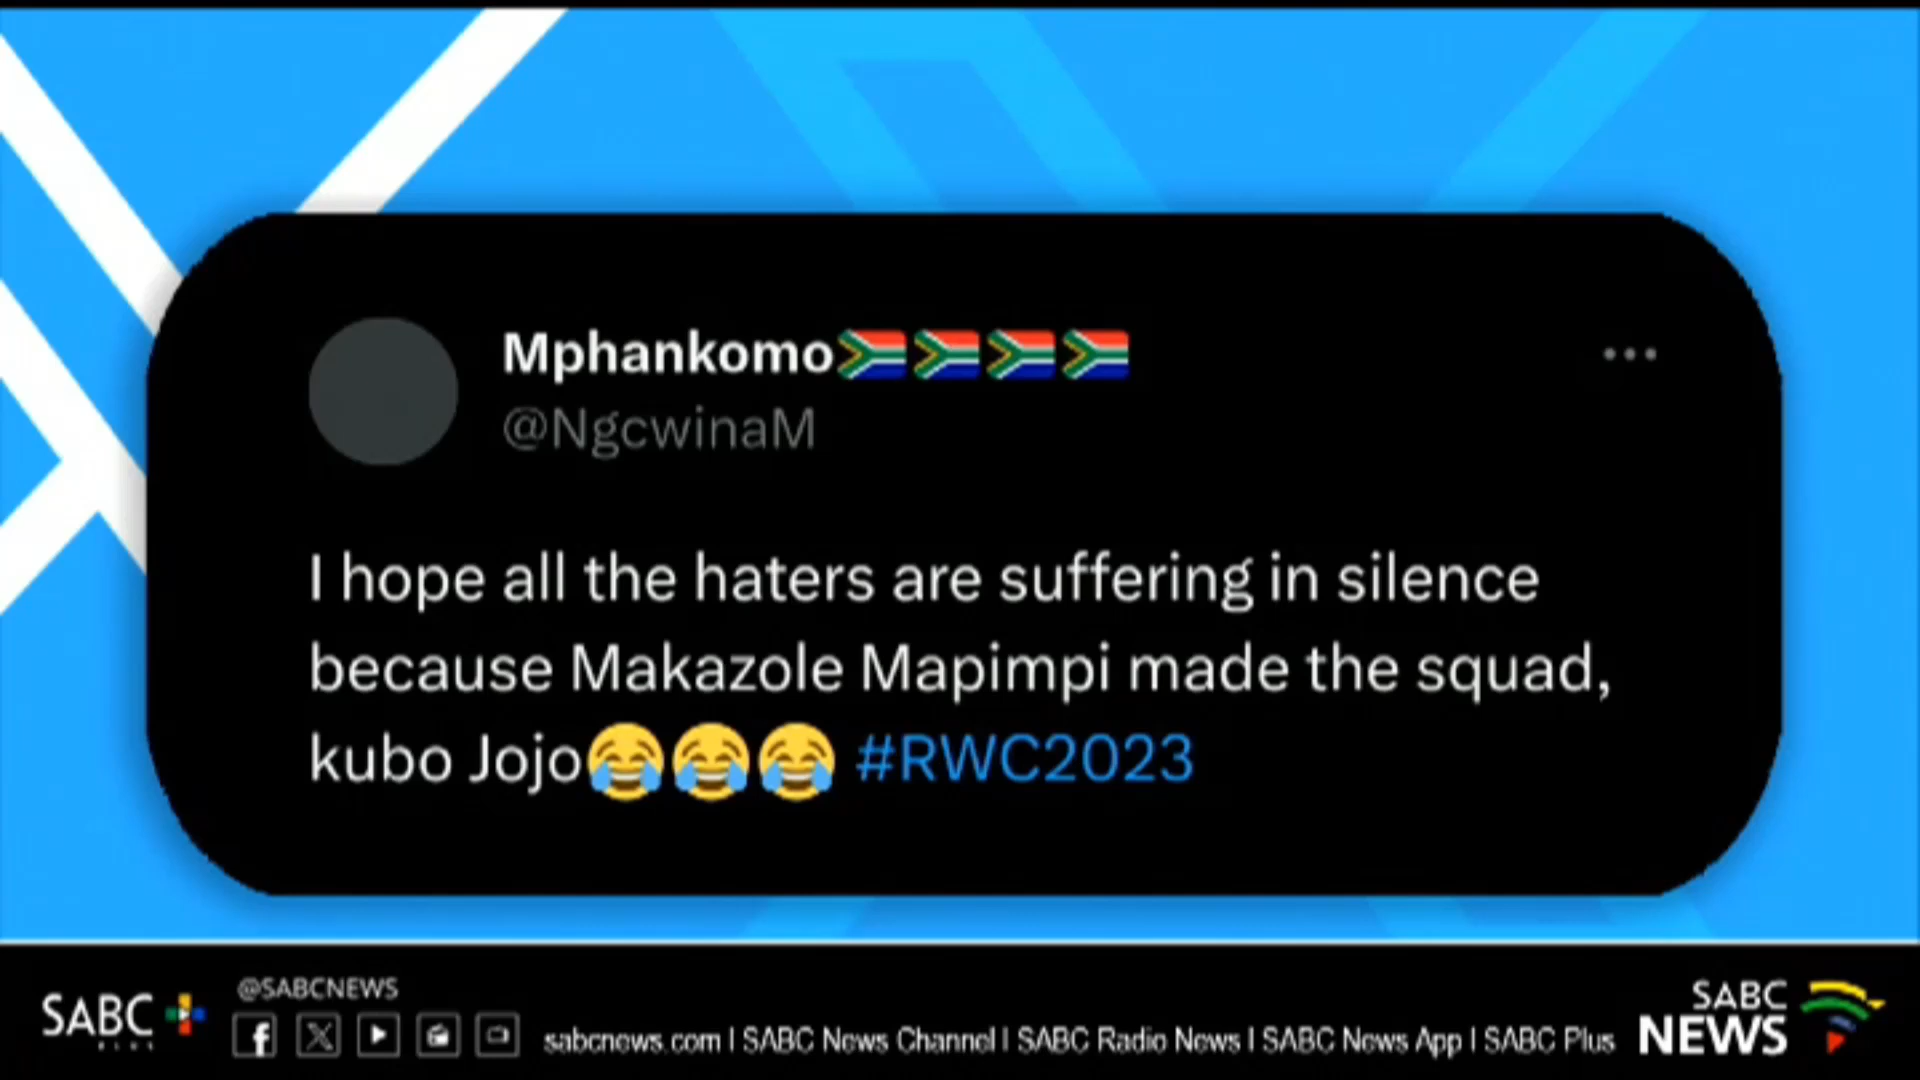 Mphankomo🇿🇦🇿🇦🇿🇦🇿🇦
@NgcwinaM
I hope all the haters are suffering in silence
because Makazole Mapimpi made the squad,
kubo Jojo😂😂😂 #RWC2023
SABC
PLUS
@SABCNEWS
sabcnews.com | SABC News Channel | SABC Radio News | SABC News App | SABC Plus
SABC
NEWS